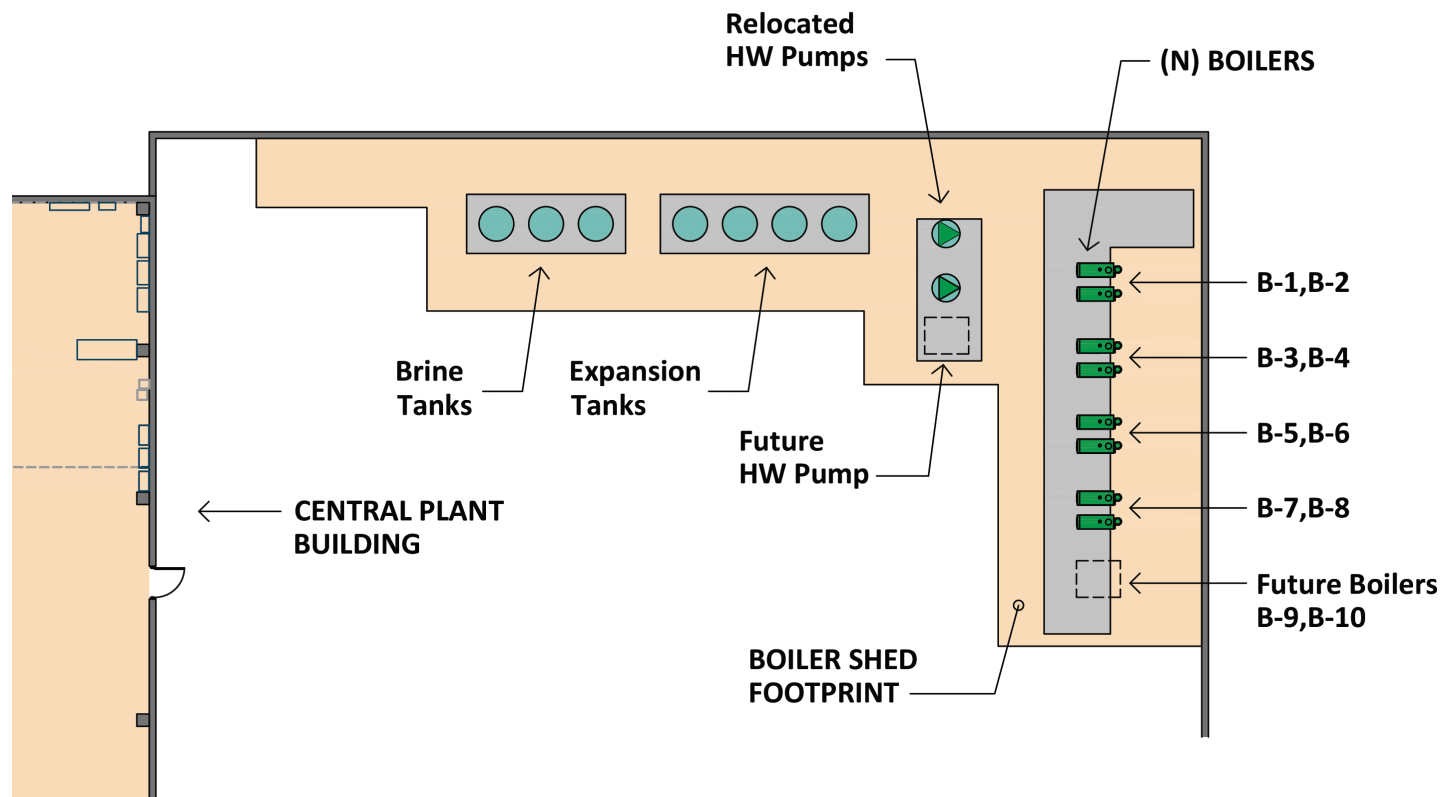 Relocated
HW Pumps
(N) BOILERS
B-1,B-2
Brine
Tanks
Expansion
Tanks
B-3,B-4
Future
HW Pump
B-5,B-6
CENTRAL PLANT
BUILDING
B-7,B-8
Future Boilers
B-9,B-10
BOILER SHED
FOOTPRINT